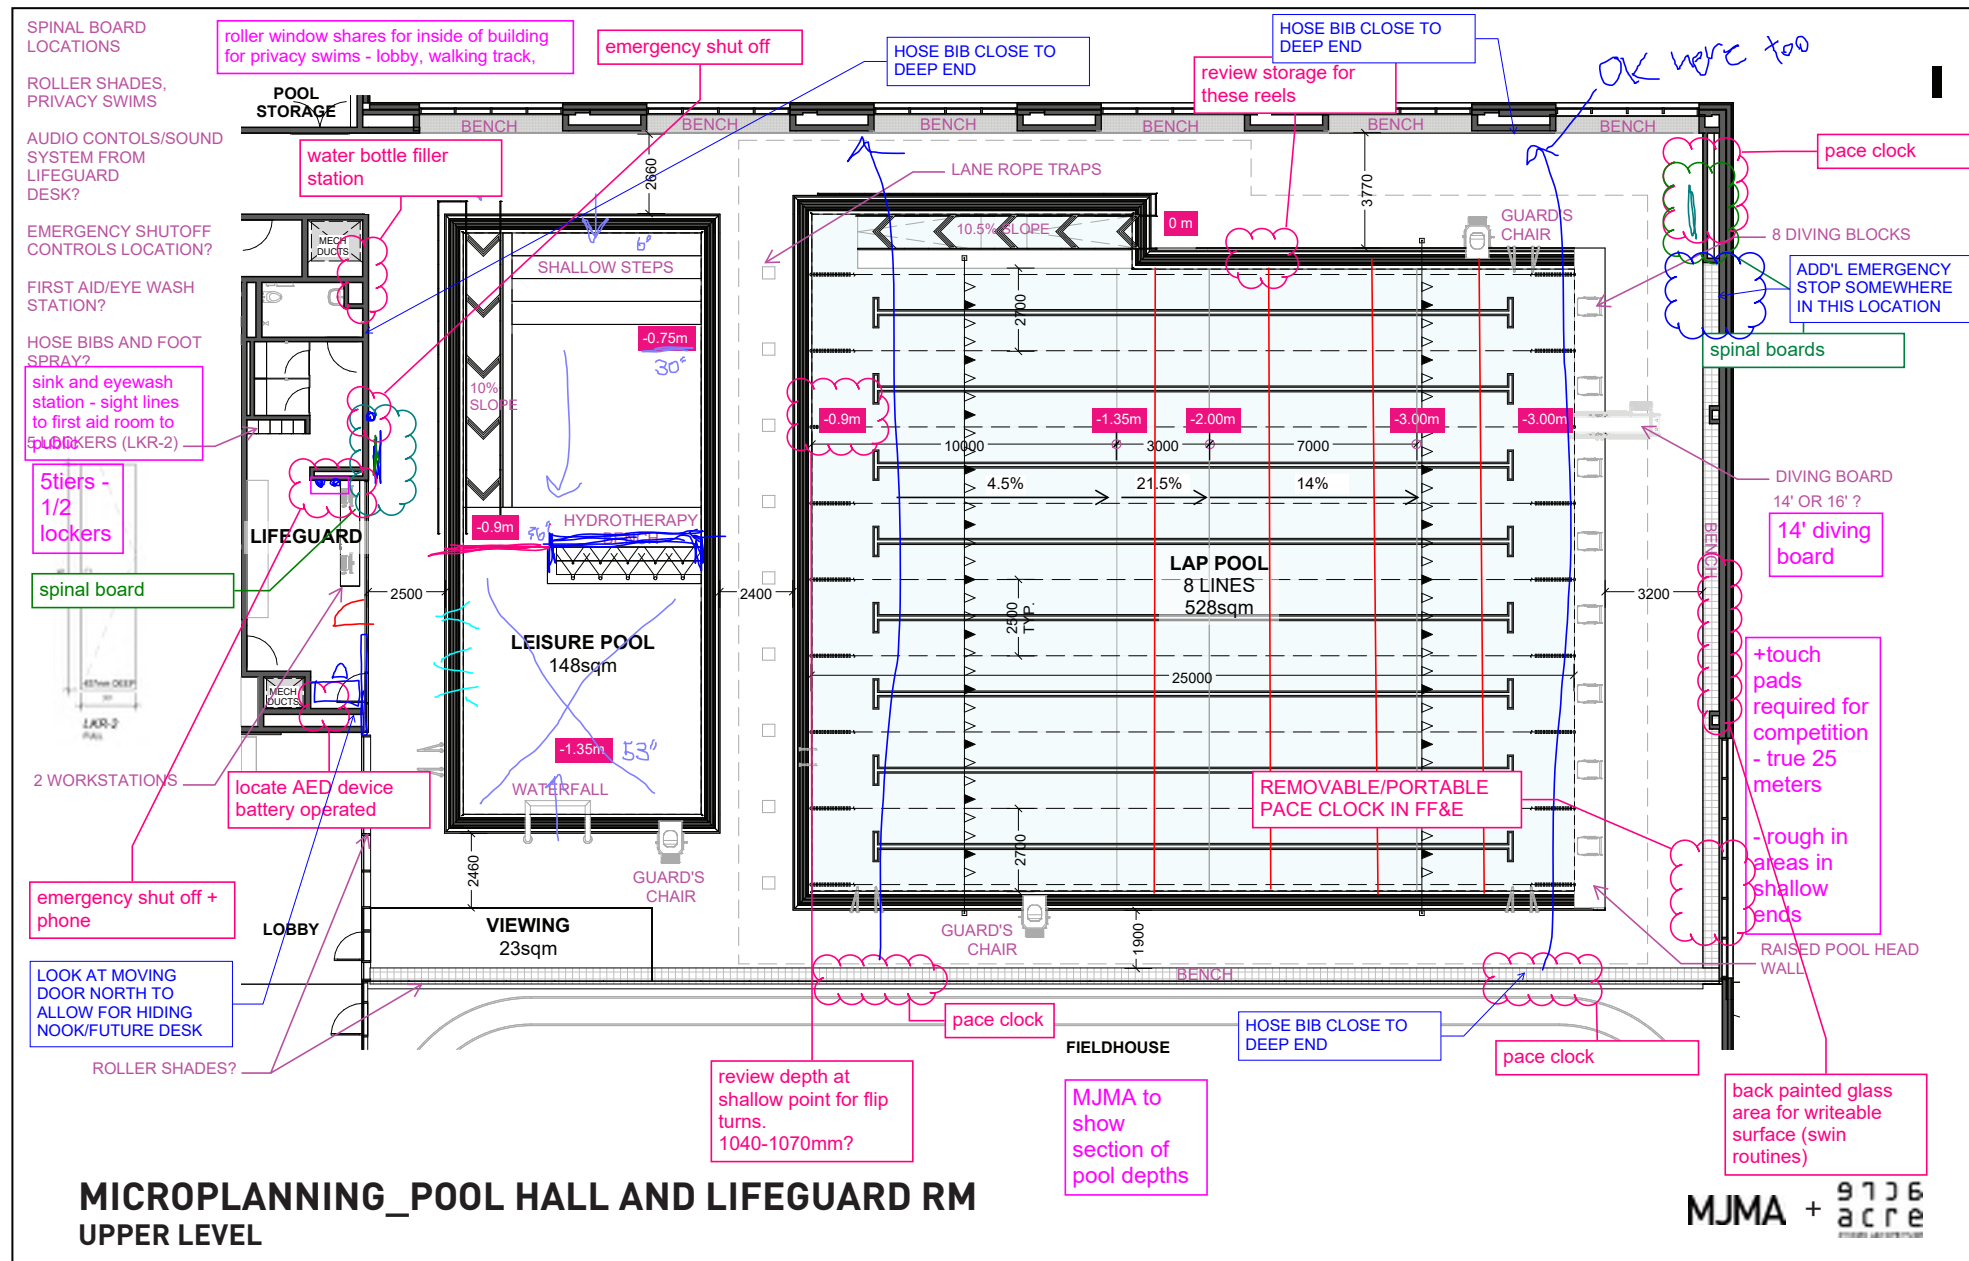 SPINAL BOARD
LOCATIONS
ROLLER SHADES,
PRIVACY SWIMS
AUDIO CONTOLS/SOUND
SYSTEM FROM
LIFEGUARD
DESK?
EMERGENCY SHUTOFF
CONTROLS LOCATION?
FIRST AID/EYE WASH
STATION?
HOSE BIBS AND FOOT
SPRAY?
sink and eyewash
station - sight lines
to first aid room to
public
5 LOCKERS (LKR-2)
5tiers -
1/2
lockers
spinal board
LKR-2
2 WORKSTATIONS
emergency shut off +
phone
LOOK AT MOVING
DOOR NORTH TO
ALLOW FOR HIDING
NOOK/FUTURE DESK
ROLLER SHADES?
roller window shares for inside of building
for privacy swims - lobby, walking track,
emergency shut off
HOSE BIB CLOSE TO
DEEP END
HOSE BIB CLOSE TO
DEEP END
OK here too
review storage for
these reels
POOL
STORAGE
BENCH
BENCH
BENCH
BENCH
BENCH
BENCH
water bottle filler
station
2660
LANE ROPE TRAPS
3770
pace clock
MECH
DUCTS
6"
SHALLOW STEPS
10.5% SLOPE
0 m
GUARD'S
CHAIR
8 DIVING BLOCKS
ADD'L EMERGENCY
STOP SOMEWHERE
IN THIS LOCATION
spinal boards
2700
-0.75m
30"
10%
SLOPE
-0.9m
-1.35m
-2.00m
-3.00m
-3.00m
10000
3000
7000
4.5%
21.5%
14%
DIVING BOARD
14' OR 16' ?
14' diving
board
BENCH
-0.9m
36"
HYDROTHERAPY
BENCH
LIFEGUARD
LAP POOL
8 LINES
528sqm
2500
2400
2500
TYP.
3200
LEISURE POOL
148sqm
25000
MECH
DUCTS
-1.35m
53"
WATERFALL
locate AED device
battery operated
REMOVABLE/PORTABLE
PACE CLOCK IN FF&E
+touch
pads
required for
competition
- true 25
meters
- rough in
areas in
shallow
ends
2460
2700
GUARD'S
CHAIR
VIEWING
23sqm
LOBBY
GUARD'S
CHAIR
1900
BENCH
RAISED POOL HEAD
WALL
pace clock
FIELDHOUSE
HOSE BIB CLOSE TO
DEEP END
pace clock
review depth at
shallow point for flip
turns.
1040-1070mm?
MJMA to
show
section of
pool depths
back painted glass
area for writeable
surface (swin
routines)
MICROPLANNING_POOL HALL AND LIFEGUARD RM
UPPER LEVEL
MJMA + 9736
acre